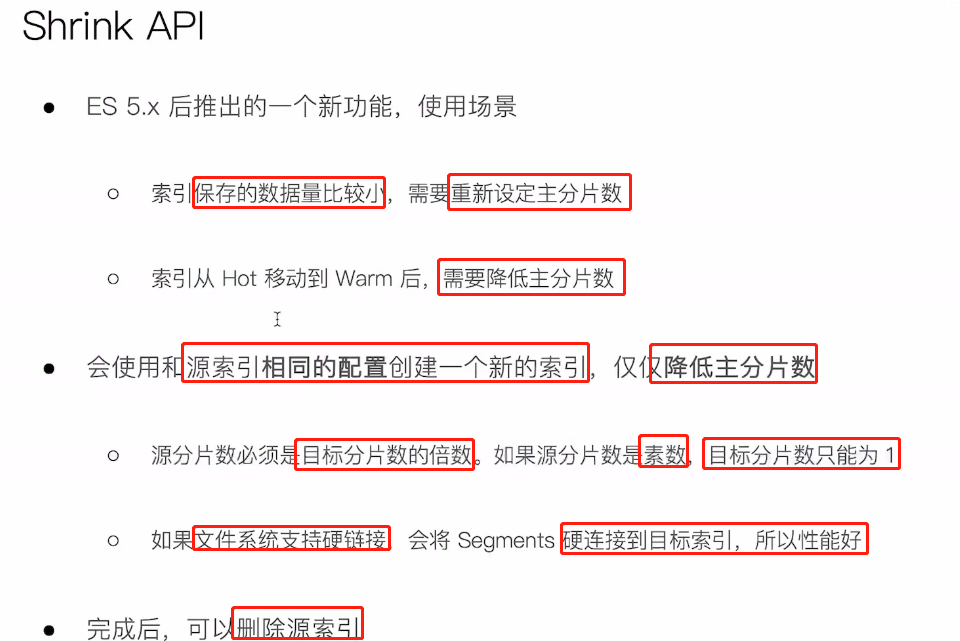 Shrink API
ES 5.x 后推出的一个新功能，使用场景
索引保存的数据量比较小，需要重新设定主分片数
索引从 Hot 移动到 Warm 后，需要降低主分片数
会使用和源索引相同的配置创建一个新的索引，仅仅降低主分片数
源分片数必须是目标分片数的倍数。如果源分片数是素数，目标分片数只能为 1
如果文件系统支持硬链接 会将 Segments 硬连接到目标索引，所以性能好
完成后，可以删除源索引